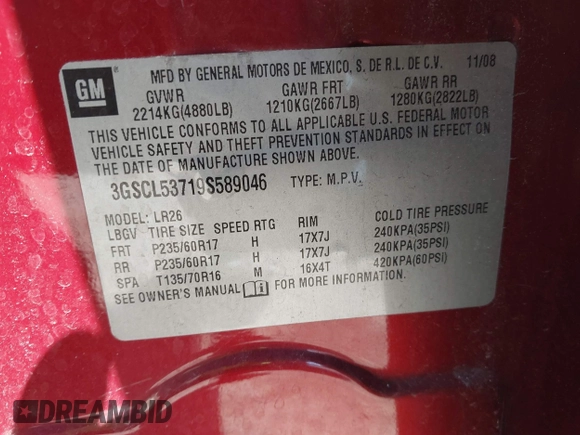 GM
MFD BY GENERAL MOTORS DE MEXICO, S. DE R.L. DE C.V. 11/08
GVWR GAWR FRT GAWR RR
2214KG(4880LB) 1210KG(2667LB) 1280KG(2822LB)
THIS VEHICLE CONFORMS TO ALL APPLICABLE U.S. FEDERAL MOTOR
VEHICLE SAFETY AND THEFT PREVENTION STANDARDS IN EFFECT ON
THE DATE OF MANUFACTURE SHOWN ABOVE.
3GSCL53719S589046 TYPE: M.P.V.
MODEL: LR26
LBGV TIRE SIZE SPEED RTG RIM COLD TIRE PRESSURE
FRT P235/60R17 H 17X7J 240KPA(35PSI)
RR P235/60R17 H 17X7J 240KPA(35PSI)
SPA T135/70R16 M 16X4T 420KPA(60PSI)
SEE OWNER'S MANUAL FOR MORE INFORMATION.
DREAMBID